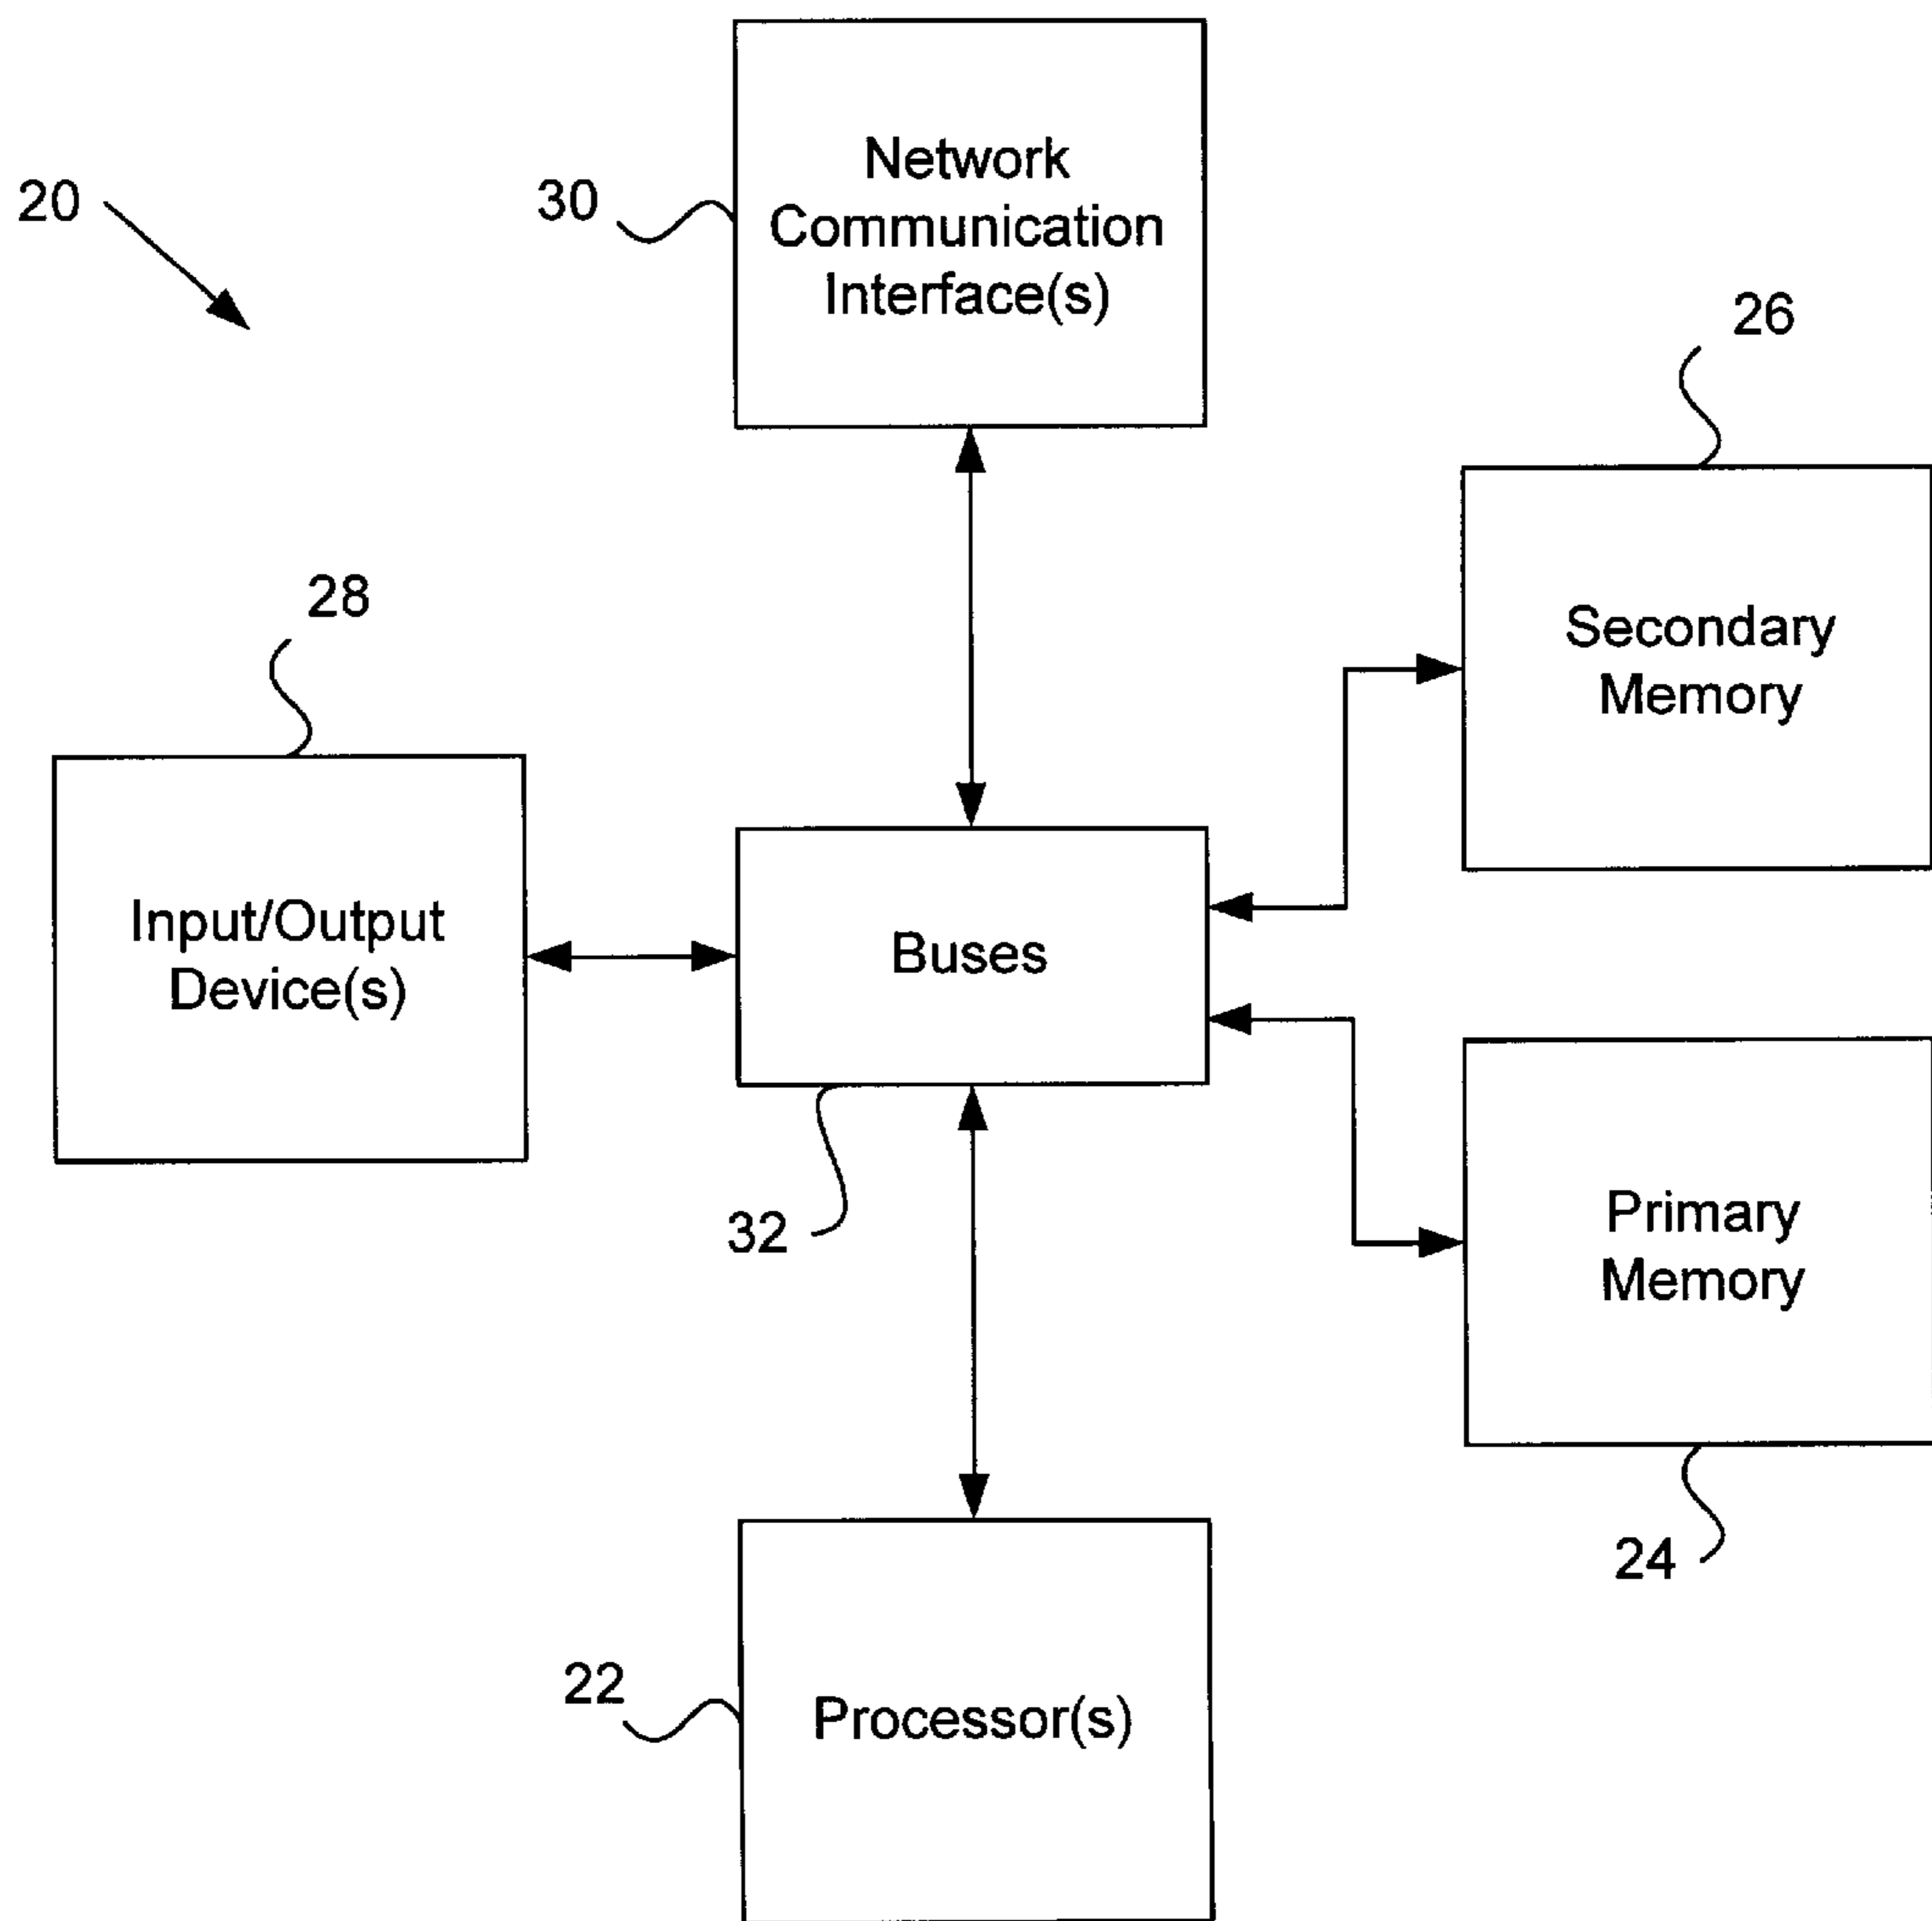 20
30
Network
Communication
Interface(s)
26
28
Secondary
Memory
Input/Output
Device(s)
Buses
32
Primary
Memory
24
22
Processor(s)